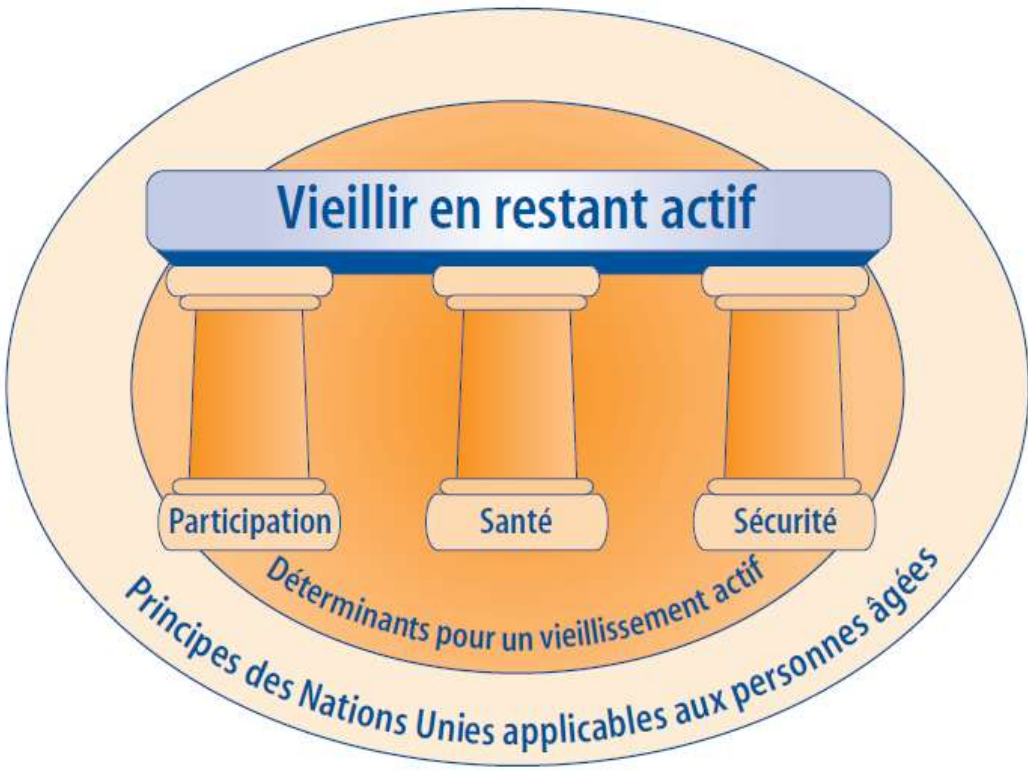 Vieillir en restant actif
Participation
Santé
Sécurité
Déterminants pour un vieillissement actif
Principes des Nations Unies applicables aux personnes âgées